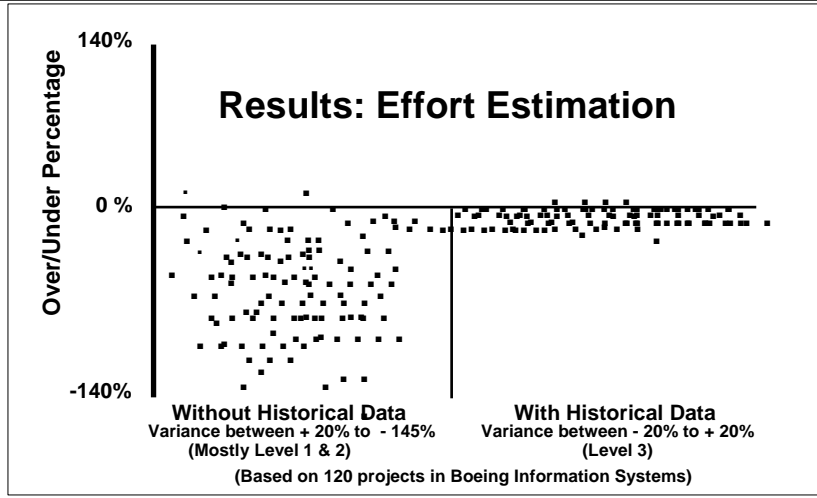 140%
Results: Effort Estimation
Over/Under Percentage
0 %
-140%
Without Historical Data
Variance between + 20% to - 145%
(Mostly Level 1 & 2)
With Historical Data
Variance between - 20% to + 20%
(Level 3)
(Based on 120 projects in Boeing Information Systems)